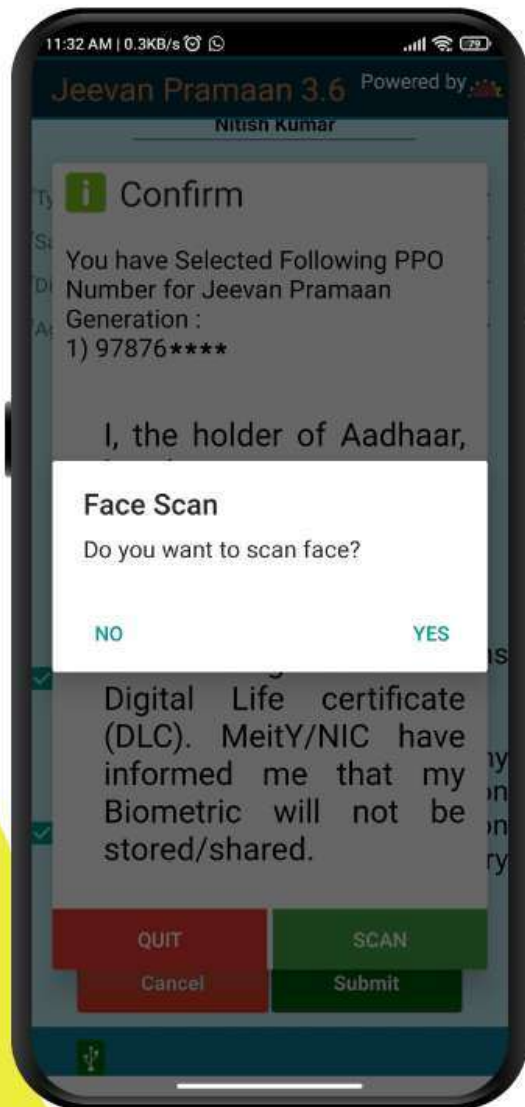 11:32 AM | 0.3KB/s
79
Jeevan Pramaan 3.6 Powered by
Nitish Kumar
Confirm
You have Selected Following PPO
Number for Jeevan Pramaan
Generation :
1) 97876****
I, the holder of Aadhaar,
Face Scan
Do you want to scan face?
NO YES
Digital Life certificate
(DLC). MeitY/NIC have
informed me that my
Biometric will not be
stored/shared.
QUIT SCAN
Cancel Submit